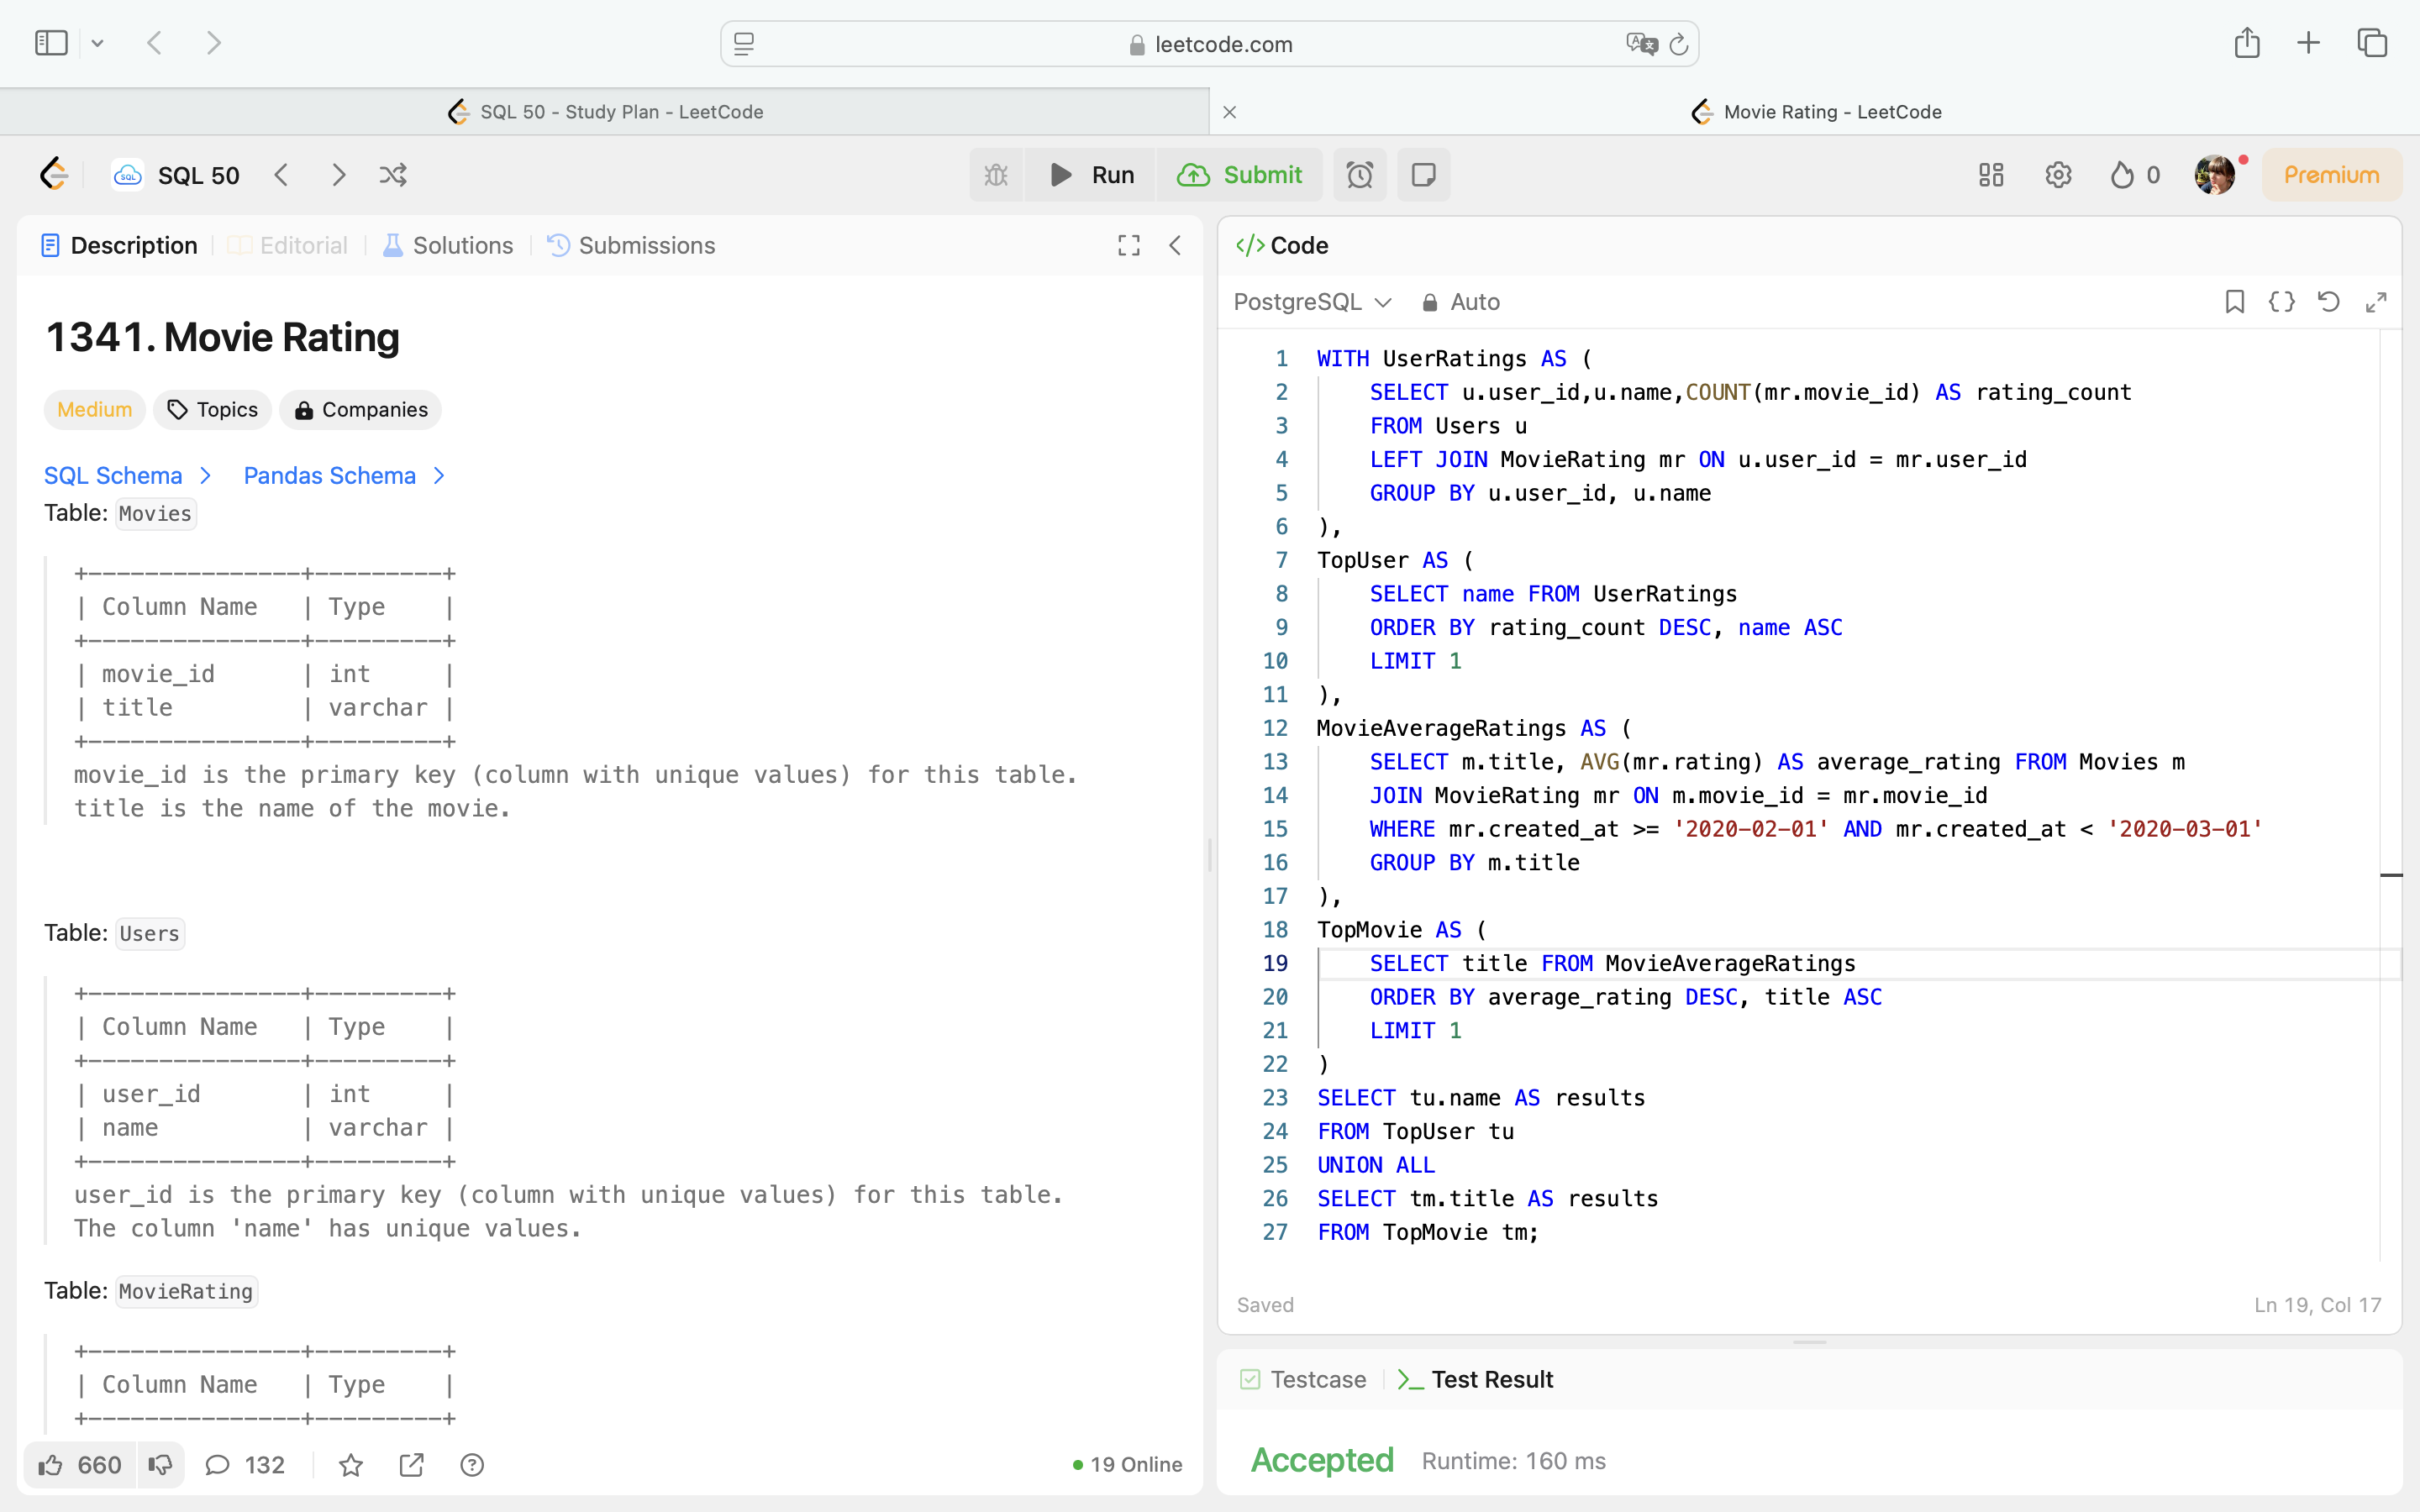 leetcode.com
SQL 50 - Study Plan - LeetCode
Movie Rating - LeetCode
SQL 50
Run
Submit
0
Premium
Description
Editorial
Solutions
Submissions
1341. Movie Rating
Medium
Topics
Companies
SQL Schema
Pandas Schema
Table: Movies
+---------------+---------+
| Column Name   | Type    |
+---------------+---------+
| movie_id      | int     |
| title         | varchar |
+---------------+---------+
movie_id is the primary key (column with unique values) for this table.
title is the name of the movie.
Table: Users
+---------------+---------+
| Column Name   | Type    |
+---------------+---------+
| user_id       | int     |
| name          | varchar |
+---------------+---------+
user_id is the primary key (column with unique values) for this table.
The column 'name' has unique values.
Table: MovieRating
+---------------+---------+
| Column Name   | Type    |
+---------------+---------+
660
132
19 Online
</> Code
PostgreSQL
Auto
1 WITH UserRatings AS (
2     SELECT u.user_id,u.name,COUNT(mr.movie_id) AS rating_count
3     FROM Users u
4     LEFT JOIN MovieRating mr ON u.user_id = mr.user_id
5     GROUP BY u.user_id, u.name
6 ),
7 TopUser AS (
8     SELECT name FROM UserRatings
9     ORDER BY rating_count DESC, name ASC
10     LIMIT 1
11 ),
12 MovieAverageRatings AS (
13     SELECT m.title, AVG(mr.rating) AS average_rating FROM Movies m
14     JOIN MovieRating mr ON m.movie_id = mr.movie_id
15     WHERE mr.created_at >= '2020-02-01' AND mr.created_at < '2020-03-01'
16     GROUP BY m.title
17 ),
18 TopMovie AS (
19     SELECT title FROM MovieAverageRatings
20     ORDER BY average_rating DESC, title ASC
21     LIMIT 1
22 )
23 SELECT tu.name AS results
24 FROM TopUser tu
25 UNION ALL
26 SELECT tm.title AS results
27 FROM TopMovie tm;
Saved
Ln 19, Col 17
Testcase
Test Result
Accepted
Runtime: 160 ms